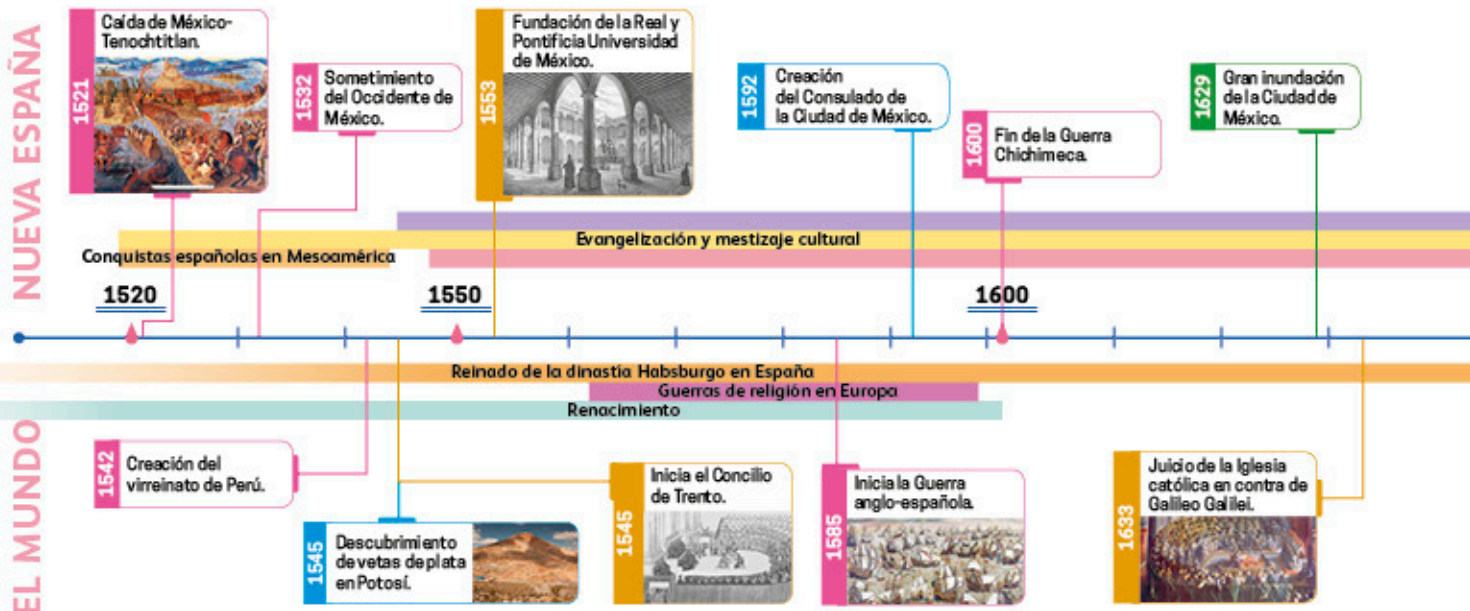 NUEVA ESPAÑA
1521
Caída de México-
Tenochtitlan.
1532
Sometimiento
del Occidente de
México.
1553
Fundación de la Real y
Pontificia Universidad
de México.
1592
Creación
del Consulado de
la Ciudad de México.
1600
Fin de la Guerra
Chichimeca.
1629
Gran inundación
de la Ciudad de
México.
Evangelización y mestizaje cultural
Conquistas españolas en Mesoamérica
1520
1550
1600
Reinado de la dinastía Habsburgo en España
Guerras de religión en Europa
Renacimiento
EL MUNDO
1542
Creación del
virreinato de Perú.
1545
Descubrimiento
de vetas de plata
en Potosí.
1545
Inicia el Concilio
de Trento.
1585
Inicia la Guerra
anglo-española.
1633
Juicio de la Iglesia
católica en contra de
Galileo Galilei.